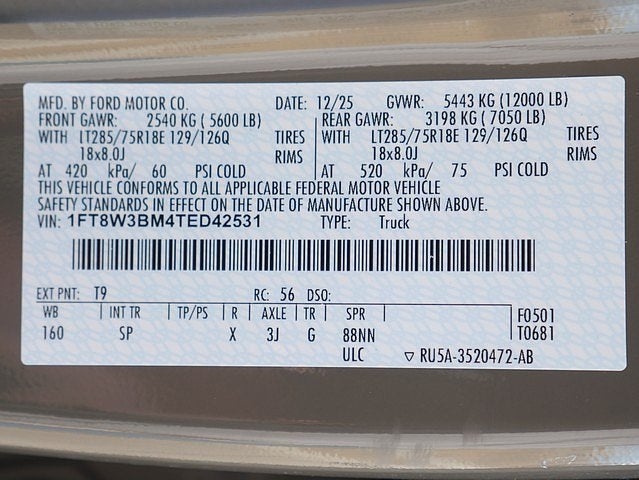 MFD. BY FORD MOTOR CO. DATE: 12/25 GVWR: 5443 KG (12000 LB)
FRONT GAWR: 2540 KG ( 5600 LB) REAR GAWR: 3198 KG ( 7050 LB)
WITH LT285/75R18E 129/126Q TIRES WITH LT285/75R18E 129/126Q TIRES
18x8.0J RIMS 18x8.0J RIMS
AT 420 kPa/ 60 PSI COLD AT 520 kPa/ 75 PSI COLD
THIS VEHICLE CONFORMS TO ALL APPLICABLE FEDERAL MOTOR VEHICLE
SAFETY STANDARDS IN EFFECT ON THE DATE OF MANUFACTURE SHOWN ABOVE.
VIN: 1FT8W3BM4TED42531 TYPE: Truck
EXT PNT: T9 RC: 56 DSO:
WB INT TR TP/PS R AXLE TR SPR F0501
160 SP X 3J G 88NN T0681
ULC ▽ RU5A-3520472-AB